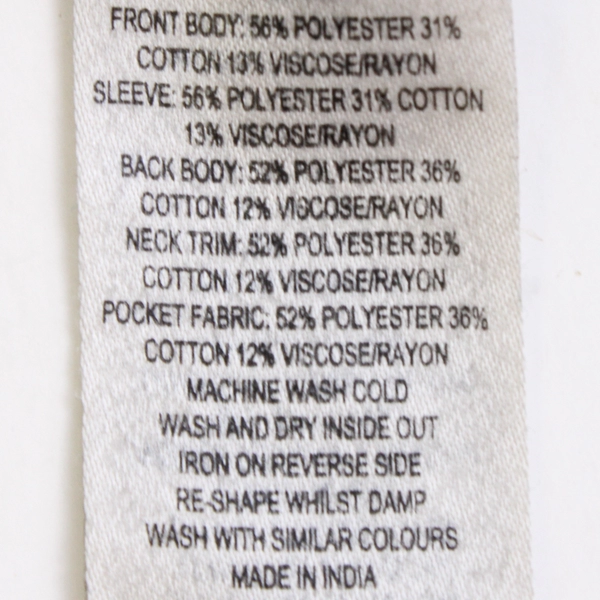 FRONT BODY: 56% POLYESTER 31%
COTTON 13% VISCOSE/RAYON
SLEEVE: 56% POLYESTER 31% COTTON
13% VISCOSE/RAYON
BACK BODY: 52% POLYESTER 36%
COTTON 12% VISCOSE/RAYON
NECK TRIM: 52% POLYESTER 36%
COTTON 12% VISCOSE/RAYON
POCKET FABRIC: 52% POLYESTER 36%
COTTON 12% VISCOSE/RAYON
MACHINE WASH COLD
WASH AND DRY INSIDE OUT
IRON ON REVERSE SIDE
RE-SHAPE WHILST DAMP
WASH WITH SIMILAR COLOURS
MADE IN INDIA